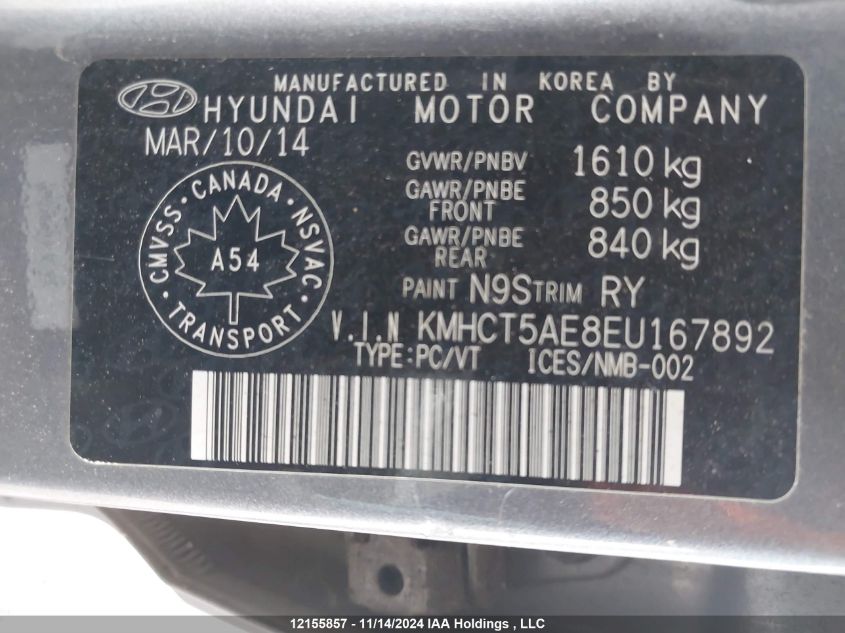 MANUFACTURED IN KOREA BY
HYUNDAI MOTOR COMPANY
MAR/10/14
GVWR/PNBV 1610 kg
GAWR/PNBE FRONT 850 kg
GAWR/PNBE REAR 840 kg
CANADA
CMVSS · NSVAC
A54
TRANSPORT
PAINT N9S TRIM RY
V.I.N KMHCT5AE8EU167892
TYPE:PC/VT ICES/NMB-002
12155857 - 11/14/2024 IAA Holdings , LLC